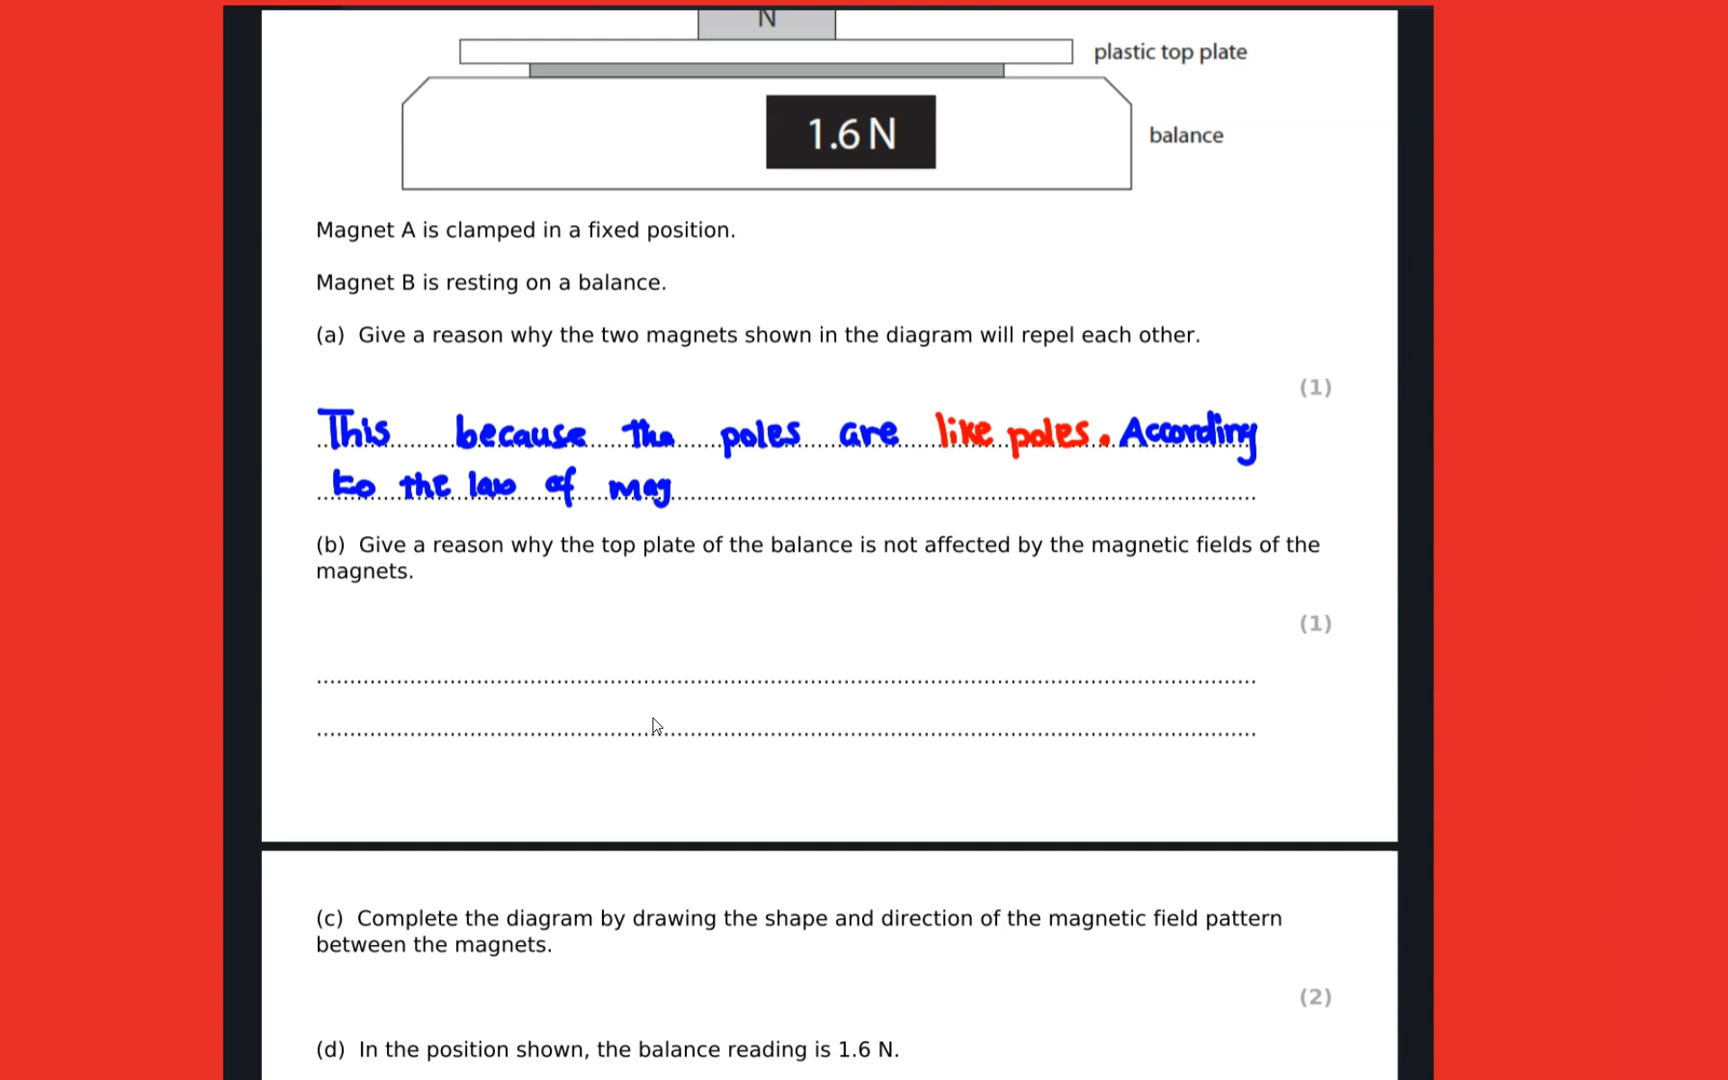 N
plastic top plate
1.6 N
balance
Magnet A is clamped in a fixed position.
Magnet B is resting on a balance.
(a) Give a reason why the two magnets shown in the diagram will repel each other.
(1)
This because the poles are like poles. According
to the law of mag
(b) Give a reason why the top plate of the balance is not affected by the magnetic fields of the
magnets.
(1)
(c) Complete the diagram by drawing the shape and direction of the magnetic field pattern
between the magnets.
(2)
(d) In the position shown, the balance reading is 1.6 N.